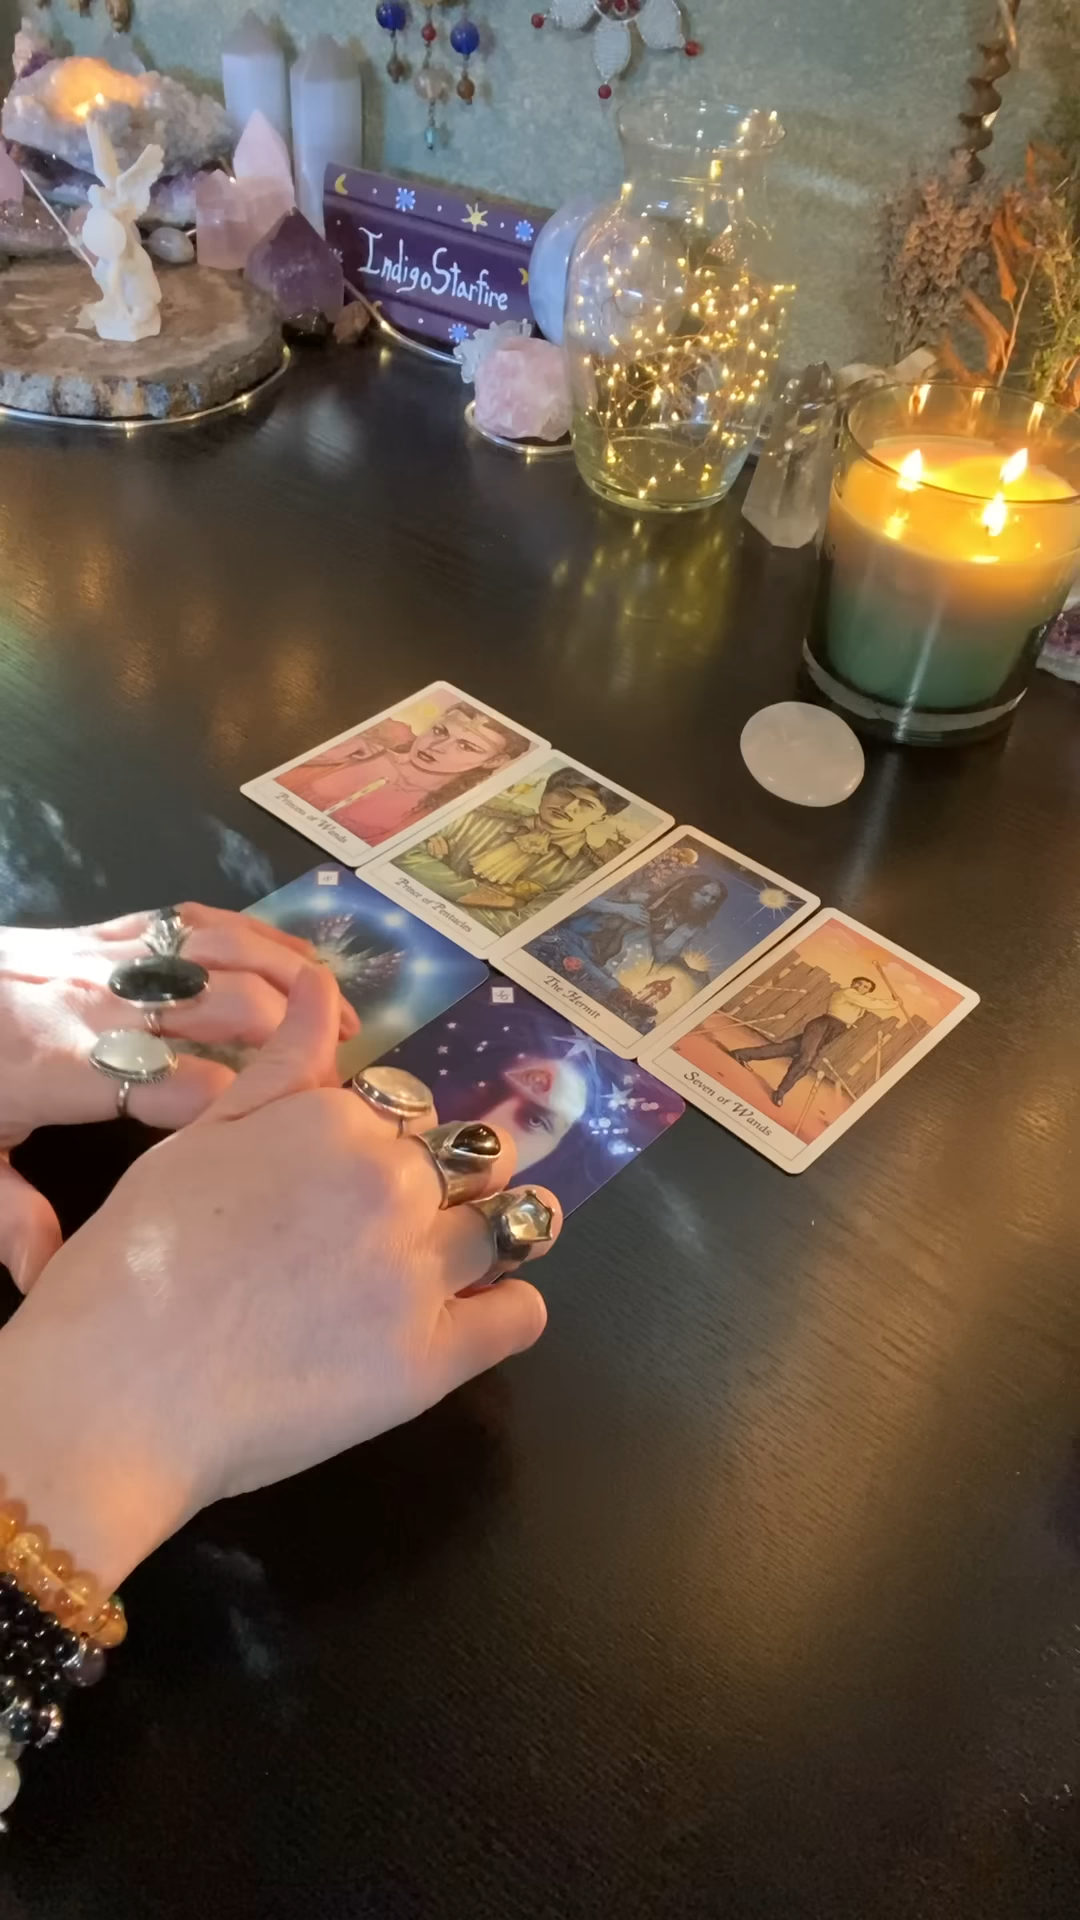 IndigoStarfire
Princess of Wands
Prince of Pentacles
The Hermit
Seven of Wands